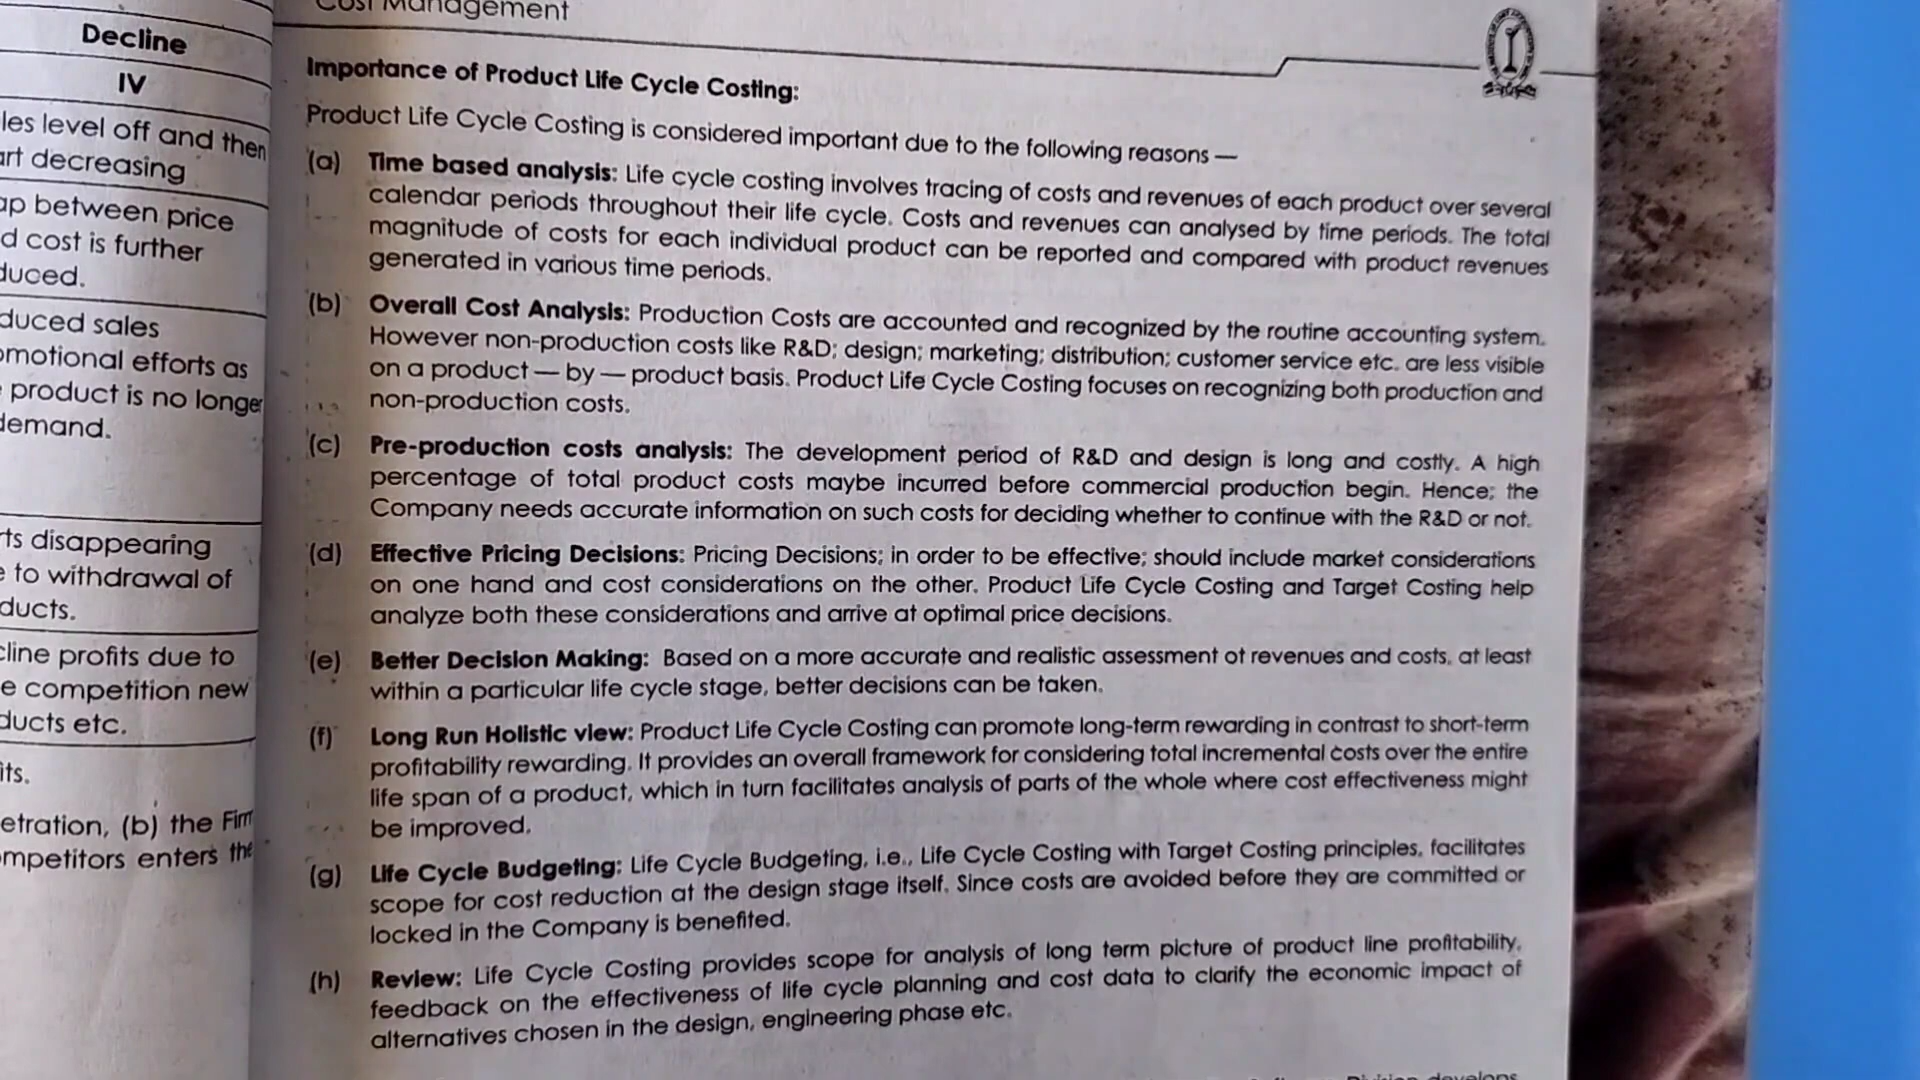 Cost Management
Decline
IV
les level off and then
art decreasing
ap between price
d cost is further
duced.
duced sales
omotional efforts as
product is no longer
demand.
rts disappearing
e to withdrawal of
ducts.
cline profits due to
e competition new
ducts etc.
its.
etration, (b) the Firm
mpetitors enters the
Importance of Product Life Cycle Costing:
Product Life Cycle Costing is considered important due to the following reasons —
(a) Time based analysis: Life cycle costing involves tracing of costs and revenues of each product over several
calendar periods throughout their life cycle. Costs and revenues can analysed by time periods. The total
magnitude of costs for each individual product can be reported and compared with product revenues
generated in various time periods.
(b) Overall Cost Analysis: Production Costs are accounted and recognized by the routine accounting system.
However non-production costs like R&D; design; marketing; distribution; customer service etc. are less visible
on a product — by — product basis. Product Life Cycle Costing focuses on recognizing both production and
non-production costs.
(c) Pre-production costs analysis: The development period of R&D and design is long and costly. A high
percentage of total product costs maybe incurred before commercial production begin. Hence; the
Company needs accurate information on such costs for deciding whether to continue with the R&D or not.
(d) Effective Pricing Decisions: Pricing Decisions; in order to be effective; should include market considerations
on one hand and cost considerations on the other. Product Life Cycle Costing and Target Costing help
analyze both these considerations and arrive at optimal price decisions.
(e) Better Decision Making: Based on a more accurate and realistic assessment of revenues and costs, at least
within a particular life cycle stage, better decisions can be taken.
(f) Long Run Holistic view: Product Life Cycle Costing can promote long-term rewarding in contrast to short-term
profitability rewarding. It provides an overall framework for considering total incremental costs over the entire
life span of a product, which in turn facilitates analysis of parts of the whole where cost effectiveness might
be improved.
(g) Life Cycle Budgeting: Life Cycle Budgeting, i.e., Life Cycle Costing with Target Costing principles, facilitates
scope for cost reduction at the design stage itself. Since costs are avoided before they are committed or
locked in the Company is benefited.
(h) Review: Life Cycle Costing provides scope for analysis of long term picture of product line profitability,
feedback on the effectiveness of life cycle planning and cost data to clarify the economic impact of
alternatives chosen in the design, engineering phase etc.